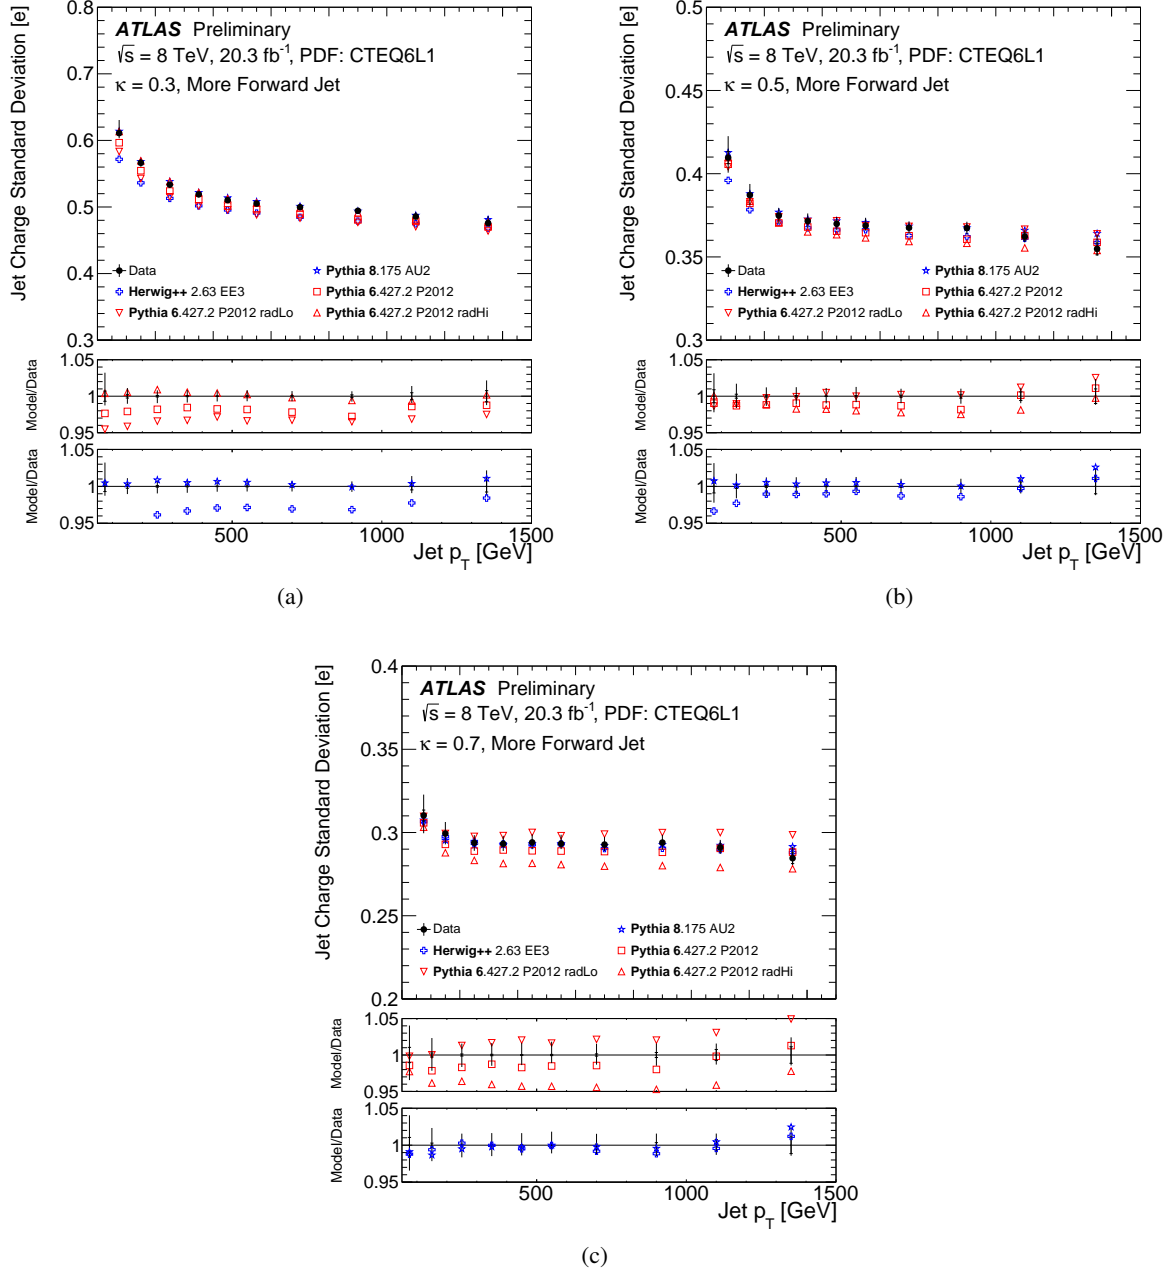 Jet Charge Standard Deviation [e]
0.8
0.7
0.6
0.5
0.4
0.3
ATLAS Preliminary
√s = 8 TeV, 20.3 fb⁻¹, PDF: CTEQ6L1
κ = 0.3, More Forward Jet
Data
Herwig++ 2.63 EE3
Pythia 6.427.2 P2012 radLo
Pythia 8.175 AU2
Pythia 6.427.2 P2012
Pythia 6.427.2 P2012 radHi
Model/Data
1.05
1
0.95
Model/Data
1.05
1
0.95
500 1000 1500
Jet p_T [GeV]
(a)
Jet Charge Standard Deviation [e]
0.5
0.45
0.4
0.35
0.3
ATLAS Preliminary
√s = 8 TeV, 20.3 fb⁻¹, PDF: CTEQ6L1
κ = 0.5, More Forward Jet
Data
Herwig++ 2.63 EE3
Pythia 6.427.2 P2012 radLo
Pythia 8.175 AU2
Pythia 6.427.2 P2012
Pythia 6.427.2 P2012 radHi
Model/Data
1.05
1
0.95
Model/Data
1.05
1
0.95
500 1000 1500
Jet p_T [GeV]
(b)
Jet Charge Standard Deviation [e]
0.4
0.35
0.3
0.25
0.2
ATLAS Preliminary
√s = 8 TeV, 20.3 fb⁻¹, PDF: CTEQ6L1
κ = 0.7, More Forward Jet
Data
Herwig++ 2.63 EE3
Pythia 6.427.2 P2012 radLo
Pythia 8.175 AU2
Pythia 6.427.2 P2012
Pythia 6.427.2 P2012 radHi
Model/Data
1.05
1
0.95
Model/Data
1.05
1
0.95
500 1000 1500
Jet p_T [GeV]
(c)